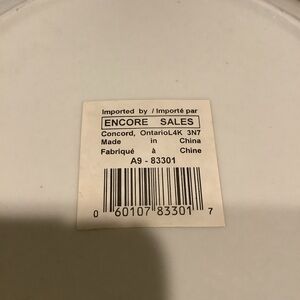 Imported by / Importé par
ENCORE SALES
Concord, OntarioL4K 3N7
Made in China
Fabriqué à Chine
A9 - 83301
0 60107 83301 7